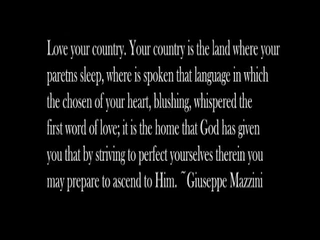 Love your country. Your country is the land where your
paretns sleep, where is spoken that language in which
the chosen of your heart, blushing, whispered the
first word of love; it is the home that God has given
you that by striving to perfect yourselves therein you
may prepare to ascend to Him. ~Giuseppe Mazzini